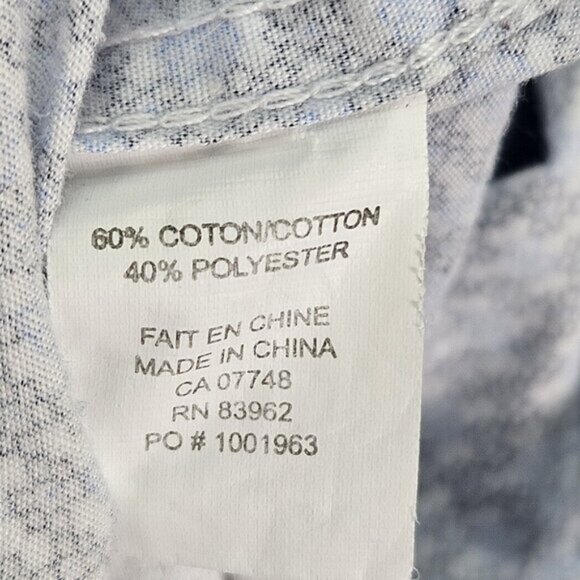 60% COTON/COTTON
40% POLYESTER
FAIT EN CHINE
MADE IN CHINA
CA 07748
RN 83962
PO # 1001963